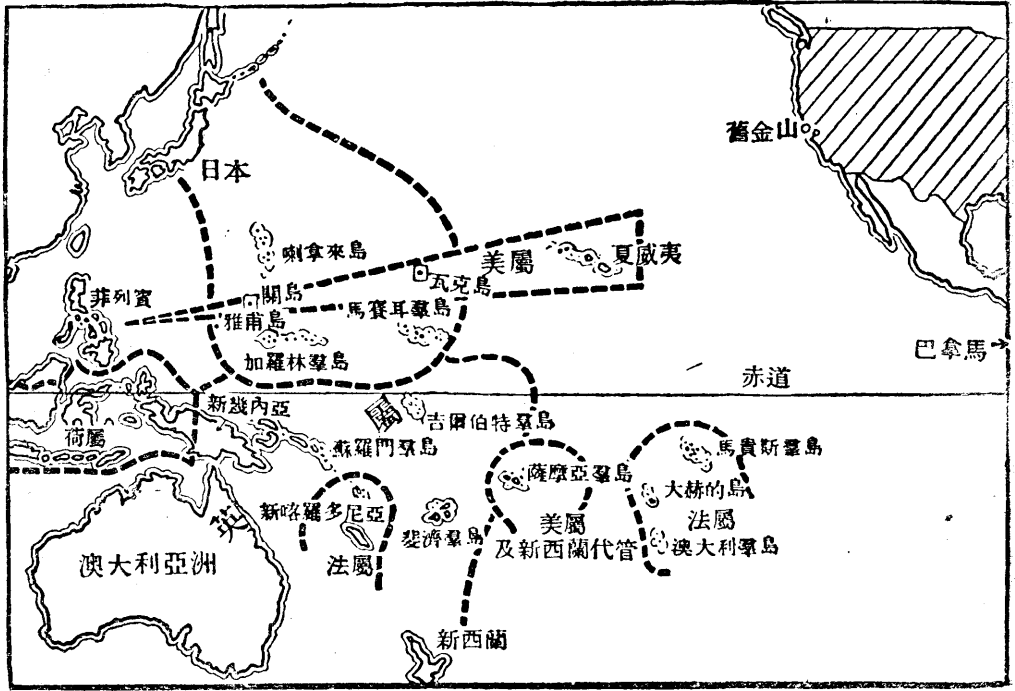 舊金山
日本
喇拿來島
美屬
夏威夷
瓦克島
菲列賓
關島
雅甫島
馬賽耳羣島
加羅林羣島
巴拿馬
赤道
新幾內亞
屬
吉爾伯特羣島
荷屬
蘇羅門羣島
馬貴斯羣島
薩摩亞羣島
大赫的島
新喀羅多尼亞
英
斐濟羣島
美屬
法屬
及新西蘭代管
澳大利羣島
澳大利亞洲
法屬
新西蘭